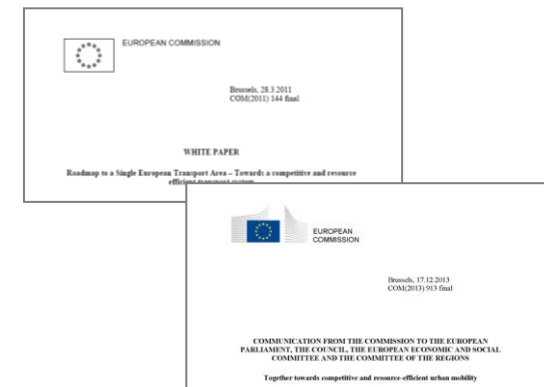 EUROPEAN COMMISSION
Brussels, 28.3.2011
COM(2011) 144 final
WHITE PAPER
Roadmap to a Single European Transport Area – Towards a competitive and resource
efficient transport system
EUROPEAN
COMMISSION
Brussels, 17.12.2013
COM(2013) 913 final
COMMUNICATION FROM THE COMMISSION TO THE EUROPEAN
PARLIAMENT, THE COUNCIL, THE EUROPEAN ECONOMIC AND SOCIAL
COMMITTEE AND THE COMMITTEE OF THE REGIONS
Together towards competitive and resource-efficient urban mobility